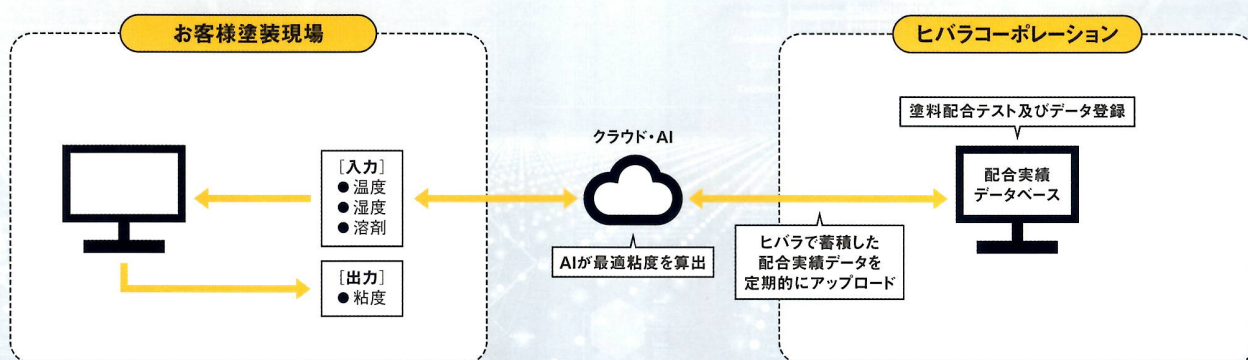 お客様塗装現場
ヒバラコーポレーション
[入力]
● 温度
● 湿度
● 溶剤
[出力]
● 粘度
クラウド・AI
AIが最適粘度を算出
ヒバラで蓄積した
配合実績データを
定期的にアップロード
塗料配合テスト及びデータ登録
配合実績
データベース